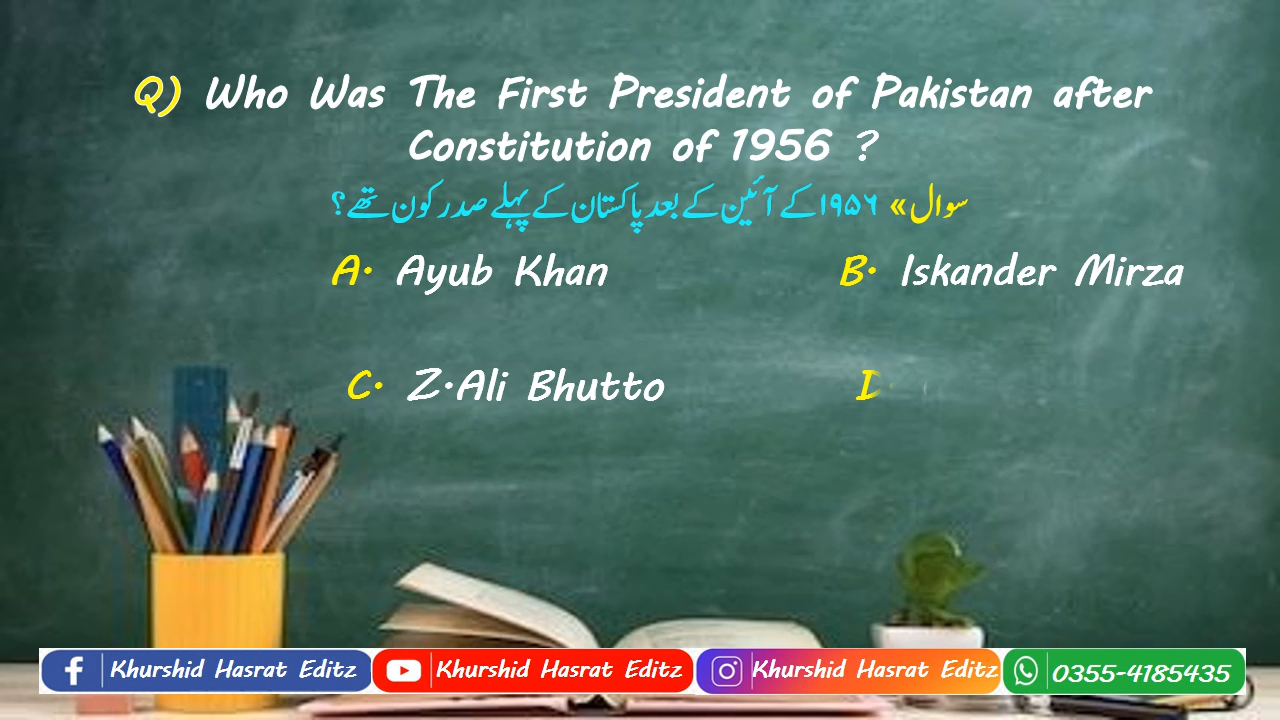 Q) Who Was The First President of Pakistan after
Constitution of 1956 ?
سوال» ۱۹۵۶ کے آئین کے بعد پاکستان کے پہلے صدر کون تھے؟
A. Ayub Khan
B. Iskander Mirza
C. Z.Ali Bhutto
Khurshid Hasrat Editz
Khurshid Hasrat Editz
Khurshid Hasrat Editz
0355-4185435